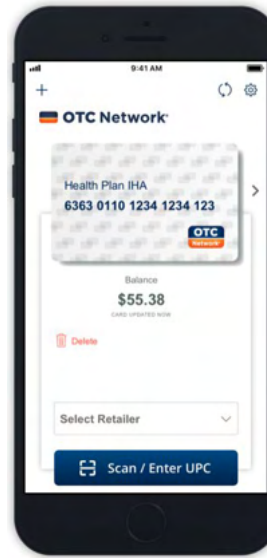 9:41 AM
OTC Network
Health Plan IHA
6363 0110 1234 1234 123
OTC
Network
Balance
$55.38
CARD UPDATED NOW
Delete
Select Retailer
Scan / Enter UPC